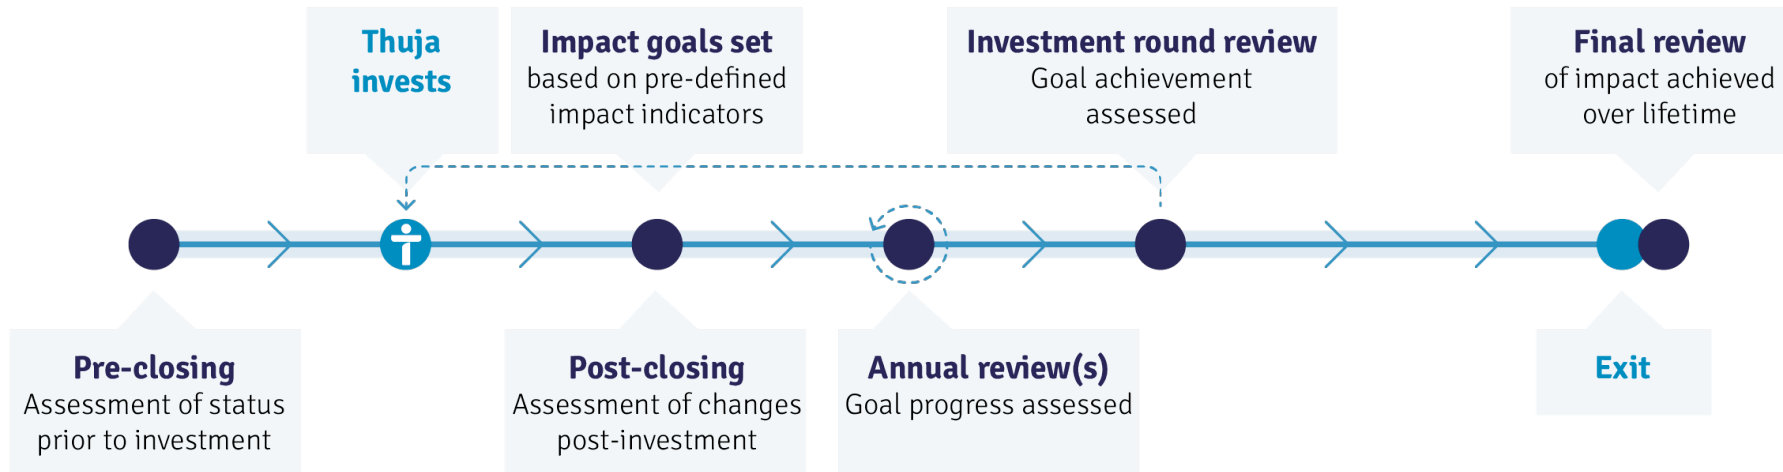 Thuja
invests
Impact goals set
based on pre-defined
impact indicators
Investment round review
Goal achievement
assessed
Final review
of impact achieved
over lifetime
Pre-closing
Assessment of status
prior to investment
Post-closing
Assessment of changes
post-investment
Annual review(s)
Goal progress assessed
Exit